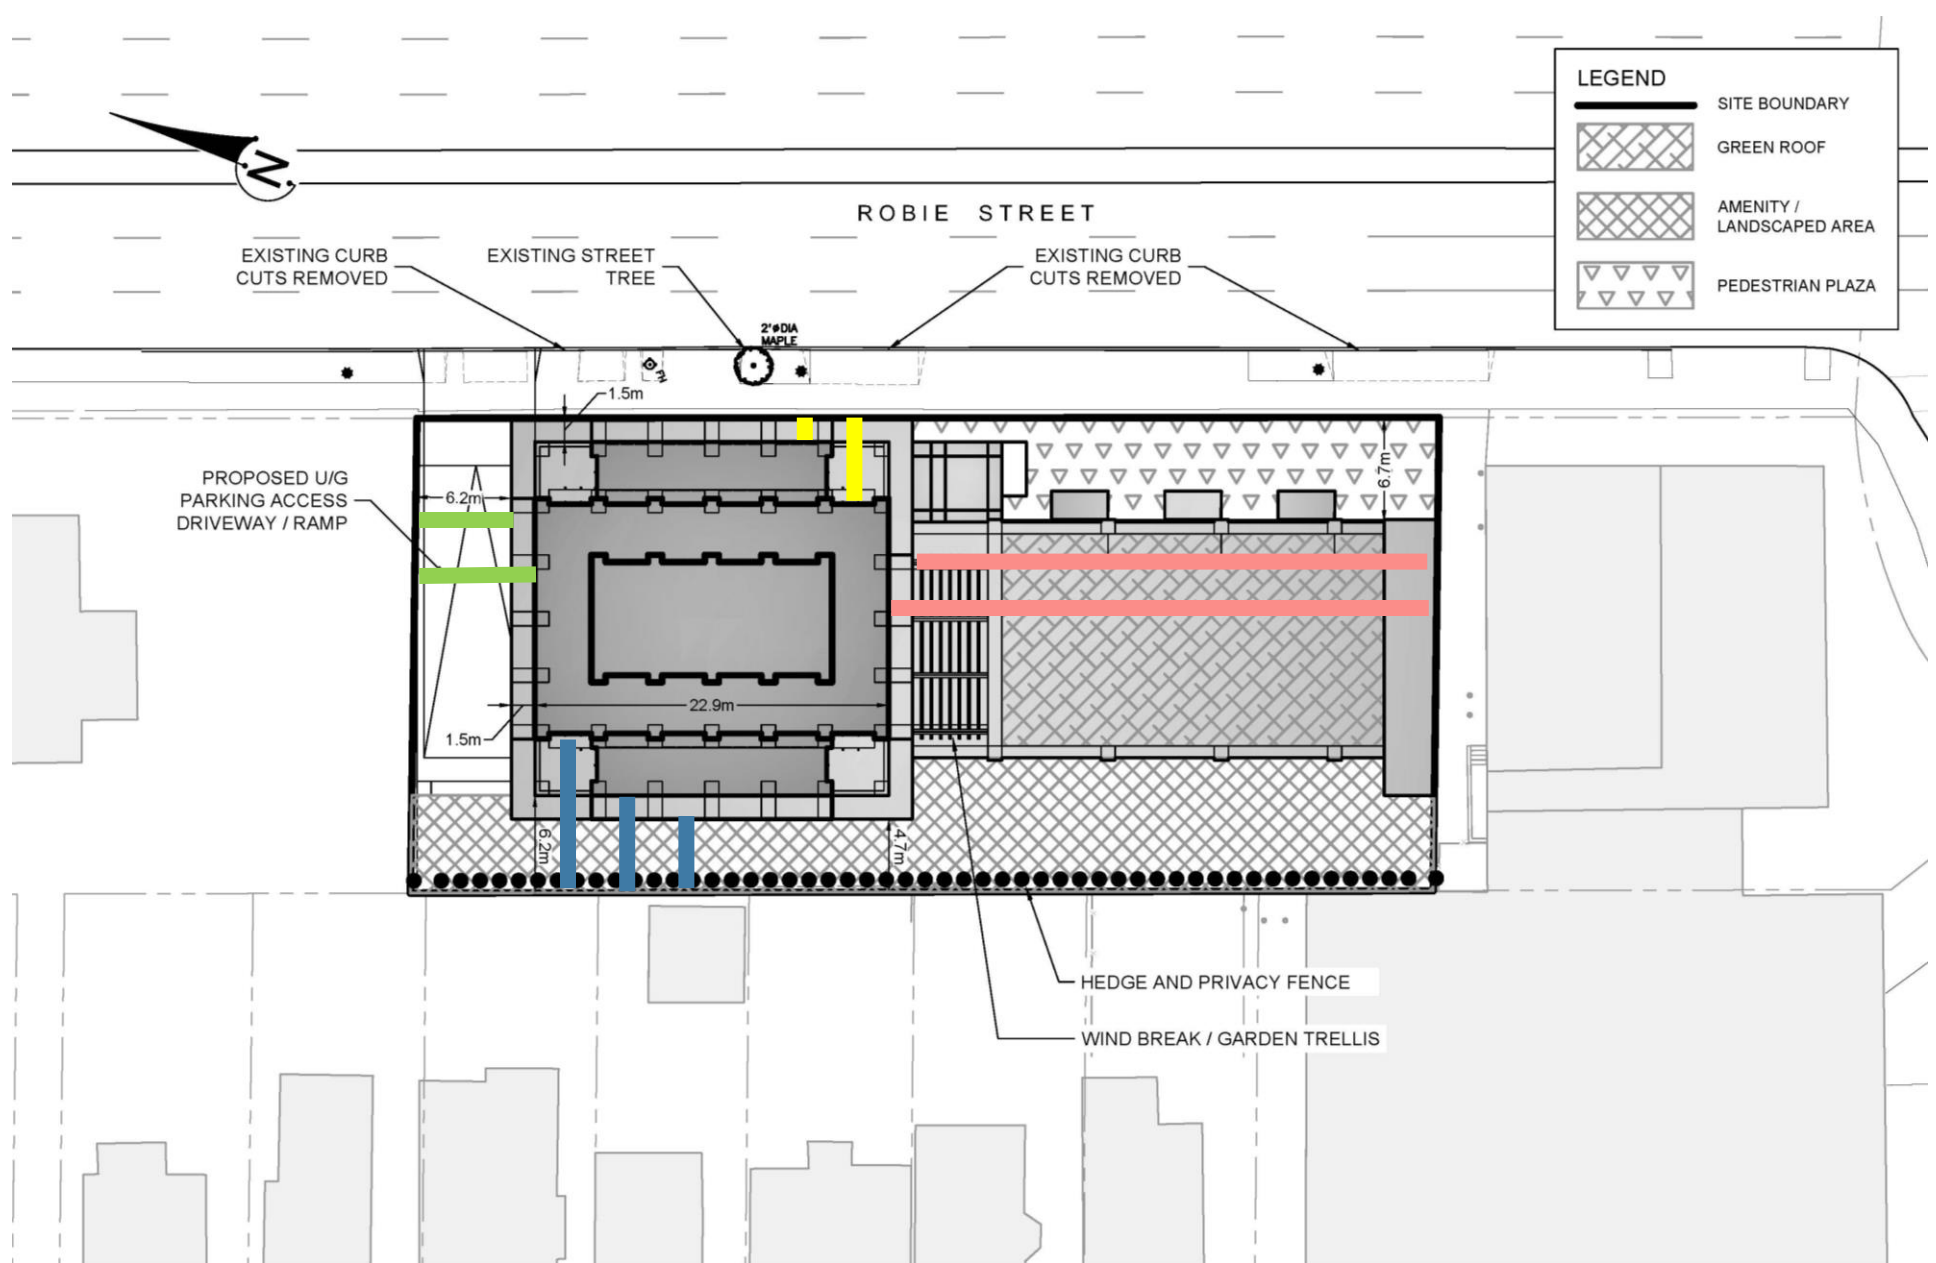 LEGEND
SITE BOUNDARY
GREEN ROOF
AMENITY /
LANDSCAPED AREA
PEDESTRIAN PLAZA
N
ROBIE STREET
EXISTING CURB
CUTS REMOVED
EXISTING STREET
TREE
EXISTING CURB
CUTS REMOVED
2'øDIA
MAPLE
FH
1.5m
PROPOSED U/G
PARKING ACCESS
DRIVEWAY / RAMP
6.2m
6.7m
22.9m
1.5m
6.2m
4.7m
HEDGE AND PRIVACY FENCE
WIND BREAK / GARDEN TRELLIS